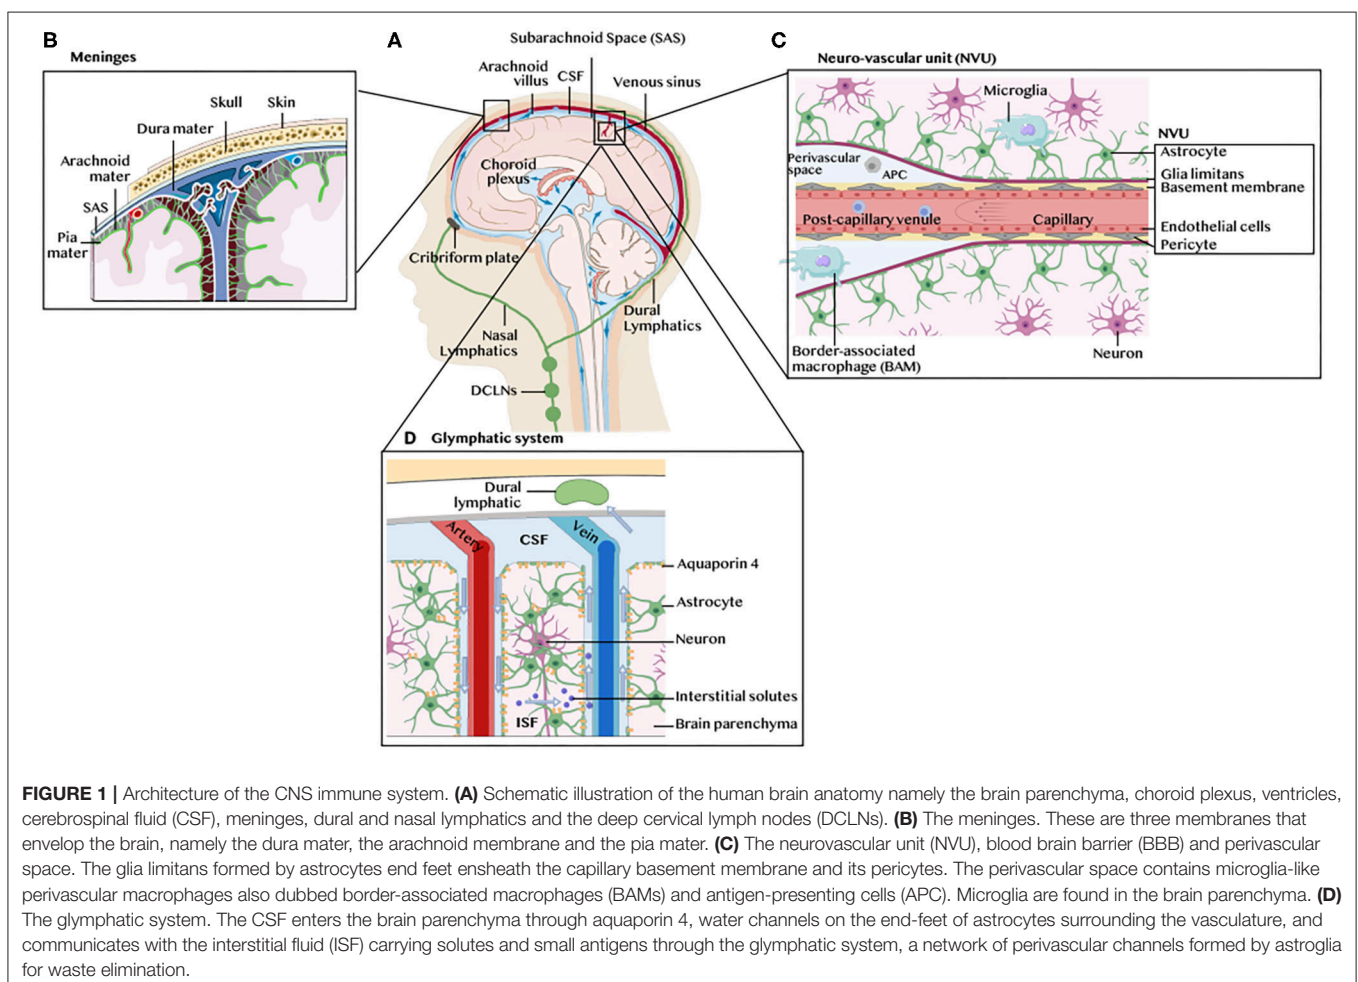 B
Meninges
Skull
Skin
Dura mater
Arachnoid
mater
SAS
Pia
mater
A
Subarachnoid Space (SAS)
Arachnoid
villus
CSF
Venous sinus
Choroid
plexus
Cribriform plate
Nasal
Lymphatics
Dural
Lymphatics
DCLNs
C
Neuro-vascular unit (NVU)
Microglia
NVU
Astrocyte
Perivascular
space
APC
Glia limitans
Basement membrane
Post-capillary venule
Capillary
Endothelial cells
Pericyte
Border-associated
macrophage (BAM)
Neuron
D
Glymphatic system
Dural
lymphatic
Artery
CSF
Vein
Aquaporin 4
Astrocyte
Neuron
Interstitial solutes
ISF
Brain parenchyma
FIGURE 1 | Architecture of the CNS immune system. (A) Schematic illustration of the human brain anatomy namely the brain parenchyma, choroid plexus, ventricles,
cerebrospinal fluid (CSF), meninges, dural and nasal lymphatics and the deep cervical lymph nodes (DCLNs). (B) The meninges. These are three membranes that
envelop the brain, namely the dura mater, the arachnoid membrane and the pia mater. (C) The neurovascular unit (NVU), blood brain barrier (BBB) and perivascular
space. The glia limitans formed by astrocytes end feet ensheath the capillary basement membrane and its pericytes. The perivascular space contains microglia-like
perivascular macrophages also dubbed border-associated macrophages (BAMs) and antigen-presenting cells (APC). Microglia are found in the brain parenchyma. (D)
The glymphatic system. The CSF enters the brain parenchyma through aquaporin 4, water channels on the end-feet of astrocytes surrounding the vasculature, and
communicates with the interstitial fluid (ISF) carrying solutes and small antigens through the glymphatic system, a network of perivascular channels formed by astroglia
for waste elimination.